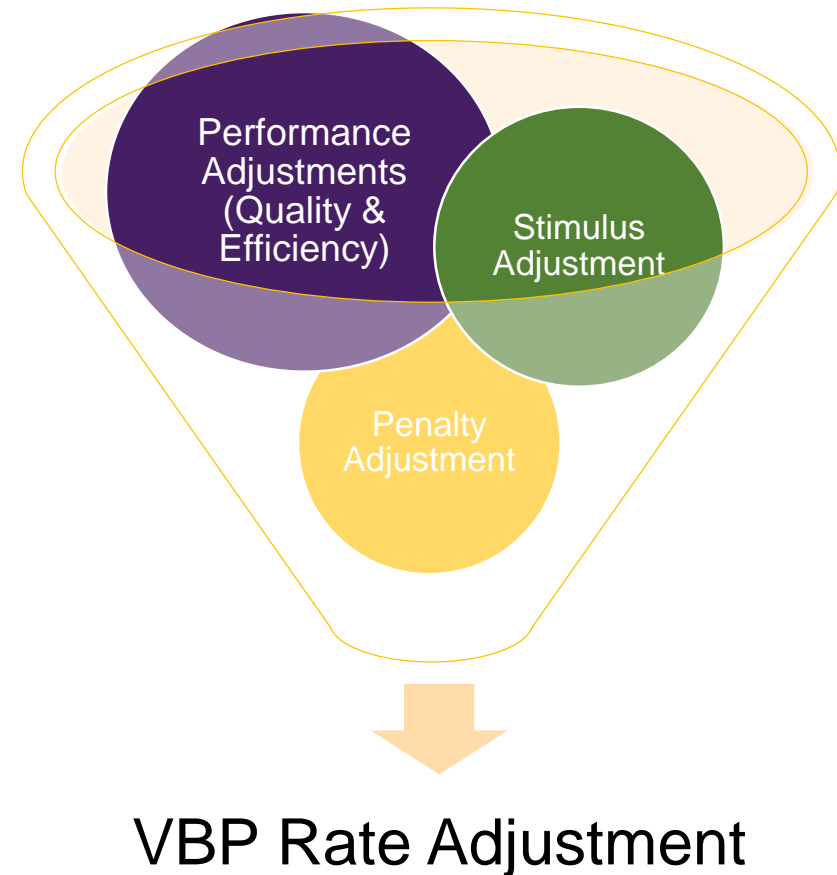 Performance
Adjustments
(Quality &
Efficiency)
Stimulus
Adjustment
Penalty
Adjustment
VBP Rate Adjustment